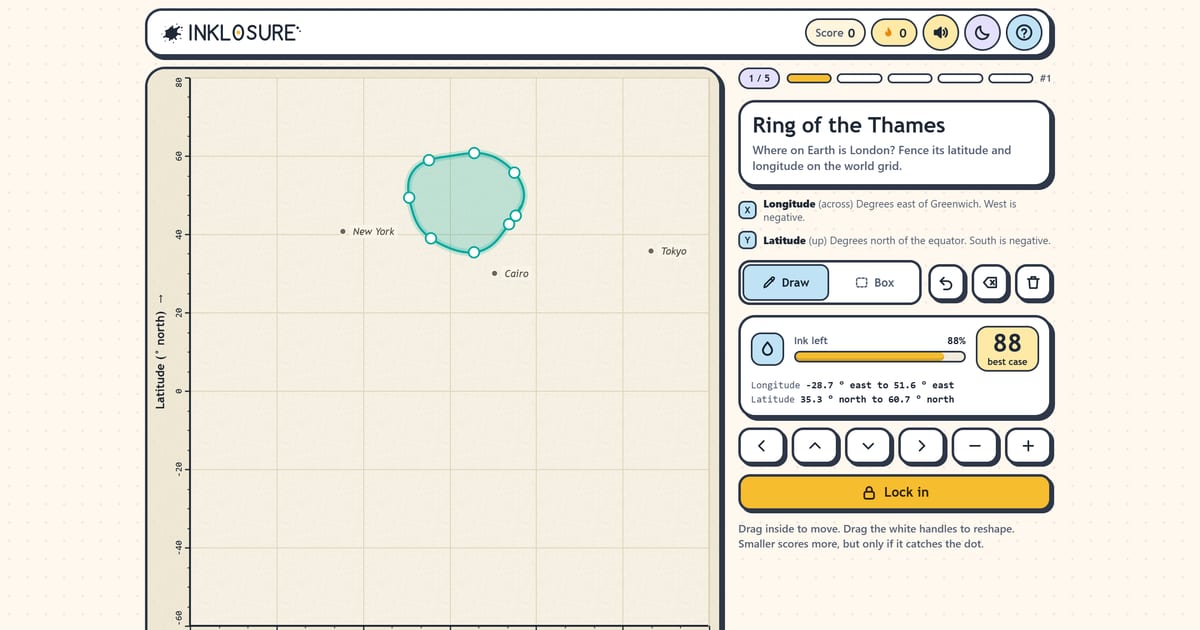 INKLOSURE
Score 0
0
1 / 5
#1
Ring of the Thames
Where on Earth is London? Fence its latitude and
longitude on the world grid.
X Longitude (across) Degrees east of Greenwich. West is
negative.
Y Latitude (up) Degrees north of the equator. South is negative.
Draw
Box
Ink left
88%
88
best case
Longitude -28.7 ° east to 51.6 ° east
Latitude 35.3 ° north to 60.7 ° north
Lock in
Drag inside to move. Drag the white handles to reshape.
Smaller scores more, but only if it catches the dot.
Latitude (° north) →
80
60
40
20
0
-20
-40
-60
New York
Cairo
Tokyo